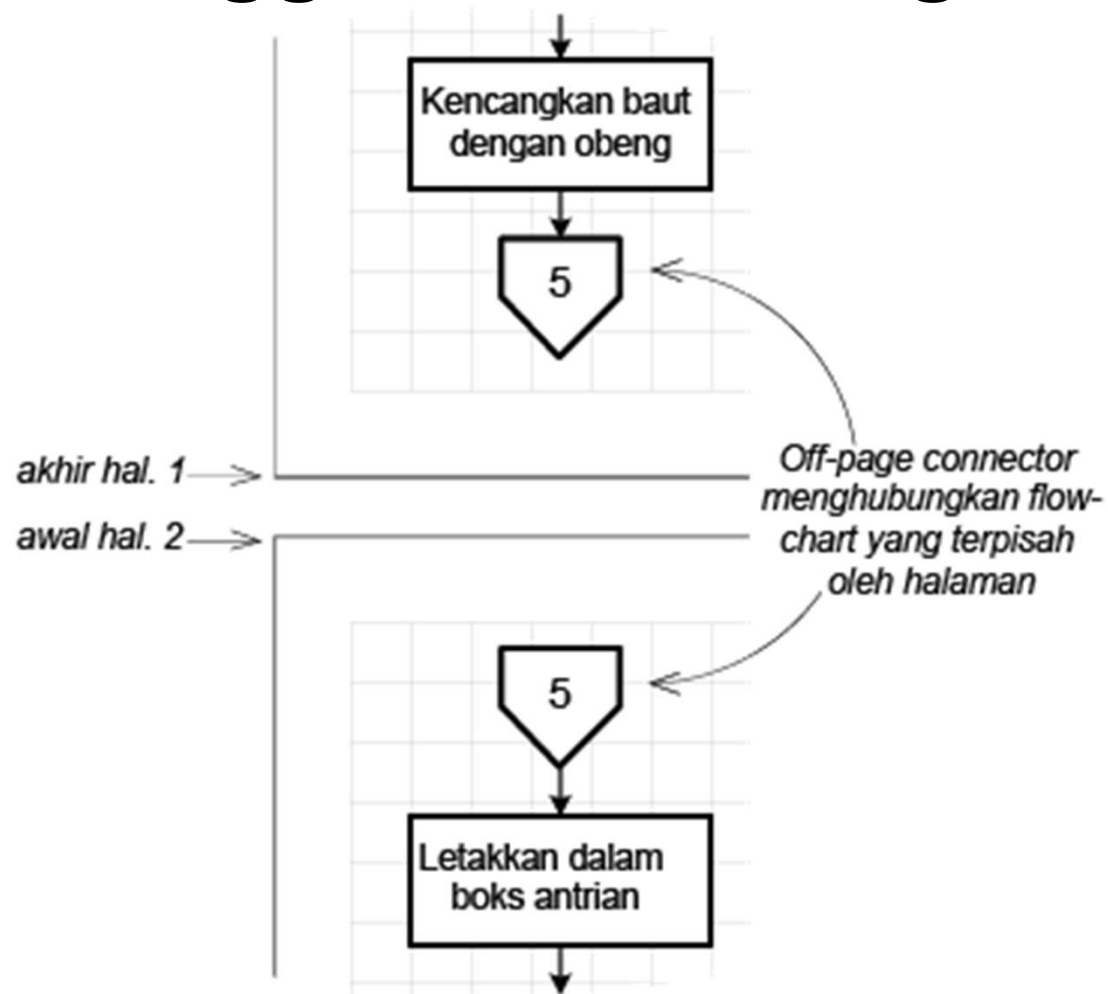 Kencangkan baut
dengan obeng
5
akhir hal. 1
awal hal. 2
Off-page connector
menghubungkan flow-
chart yang terpisah
oleh halaman
5
Letakkan dalam
boks antrian